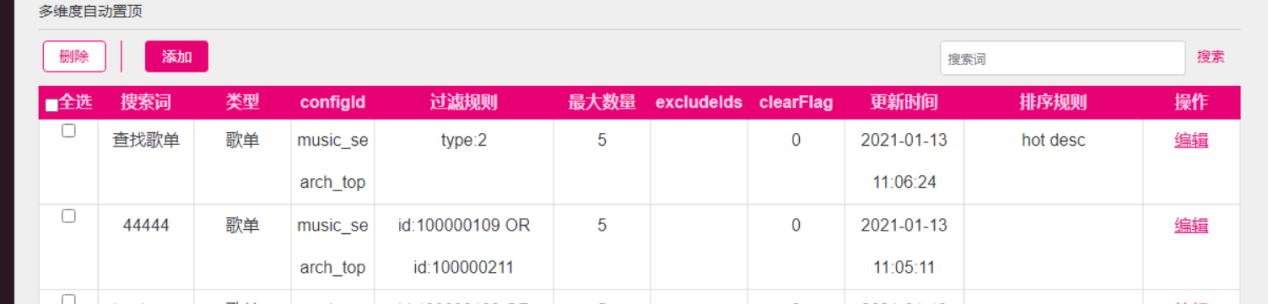 多维度自动置顶
删除 添加 搜索词 搜索
全选 搜索词 类型 configId 过滤规则 最大数量 excludeIds clearFlag 更新时间 排序规则 操作
查找歌单 歌单 music_se type:2 5 0 2021-01-13 hot desc 编辑
arch_top 11:06:24
44444 歌单 music_se id:100000109 OR 5 0 2021-01-13 编辑
arch_top id:100000211 11:05:11